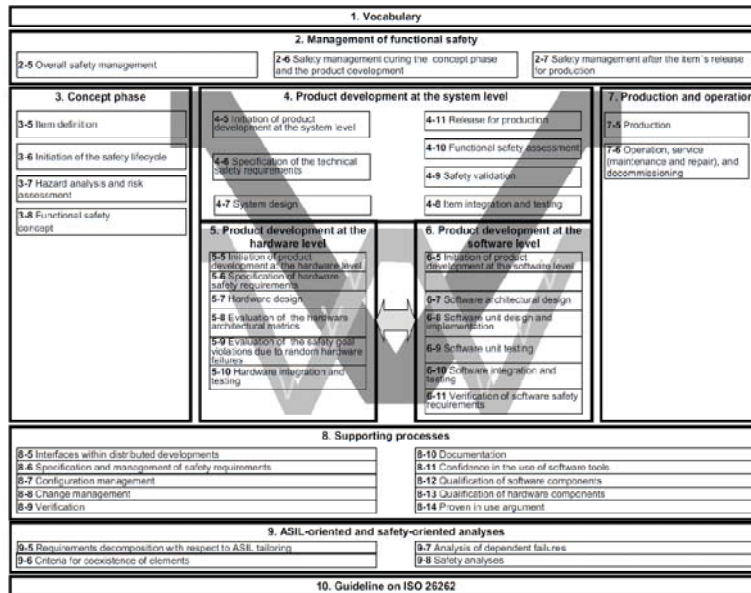 1. Vocabulary
2. Management of functional safety
2-5 Overall safety management
2-6 Safety management curing the concept phase
and the product development
2-7 Safety management after the item's release
for production
3. Concept phase
3-5 Item definition
3-6 Initiation of the safety lifecycle
3-7 Hazard analysis and risk
assessment
3-8 Functional safety
concept
4. Product development at the system level
4-5 Initiation of product
development at the system level
4-6 Specification of the technical
safety requirements
4-7 System design
4-11 Release for production
4-10 Functional safety assessment
4-9 Safety validation
4-8 Item integration and testing
7. Production and operation
7-5 Production
7-6 Operation, service
(maintenance and repair), and
decommissioning
5. Product development at the
hardware level
5-5 Initiation of product
development at the hardware level
5-6 Specification of hardware
safety requirements
5-7 Hardware design
5-8 Evaluation of the hardware
architectural metrics
5-9 Evaluation of the safety goal
violations due to random hardware
failures
5-10 Hardware integration and
testing
6. Product development at the
software level
6-5 Initiation of product
development at the software level
6-7 Software architectural design
6-8 Software unit design and
implementation
6-9 Software unit testing
6-10 Software integration and
testing
6-11 Verification of software safety
requirements
8. Supporting processes
8-5 Interfaces within distributed developments
8-6 Specification and management of safety requirements
8-7 Configuration management
8-8 Change management
8-9 Verification
8-10 Documentation
8-11 Confidence in the use of software tools
8-12 Qualification of software components
8-13 Qualification of hardware components
8-14 Proven in use argument
9. ASIL-oriented and safety-oriented analyses
9-5 Requirements decomposition with respect to ASIL tailoring
9-6 Criteria for coexistence of elements
9-7 Analysis of dependent failures
9-8 Safety analyses
10. Guideline on ISO 26262